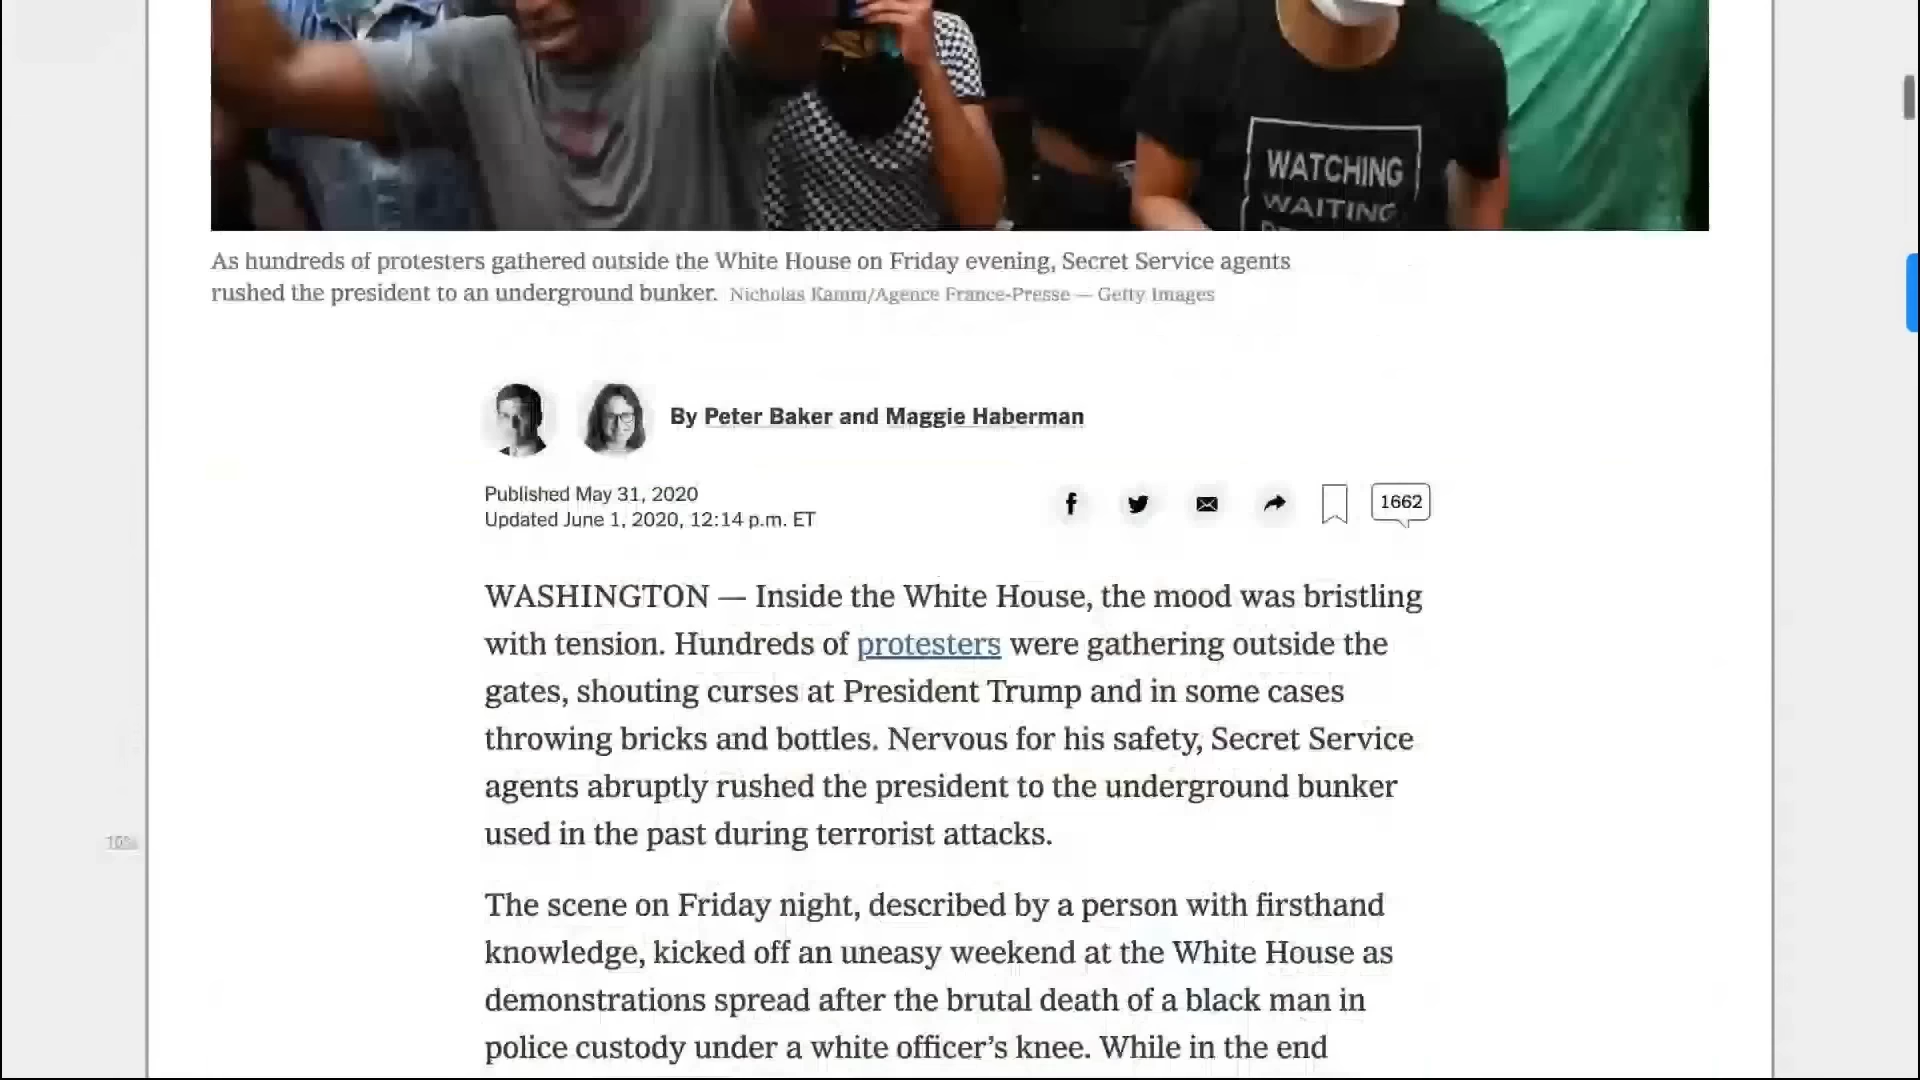 WATCHING
WAITING
As hundreds of protesters gathered outside the White House on Friday evening, Secret Service agents
rushed the president to an underground bunker. Nicholas Kamm/Agence France-Presse — Getty Images
By Peter Baker and Maggie Haberman
Published May 31, 2020
Updated June 1, 2020, 12:14 p.m. ET
1662
WASHINGTON — Inside the White House, the mood was bristling
with tension. Hundreds of protesters were gathering outside the
gates, shouting curses at President Trump and in some cases
throwing bricks and bottles. Nervous for his safety, Secret Service
agents abruptly rushed the president to the underground bunker
used in the past during terrorist attacks.
The scene on Friday night, described by a person with firsthand
knowledge, kicked off an uneasy weekend at the White House as
demonstrations spread after the brutal death of a black man in
police custody under a white officer’s knee. While in the end